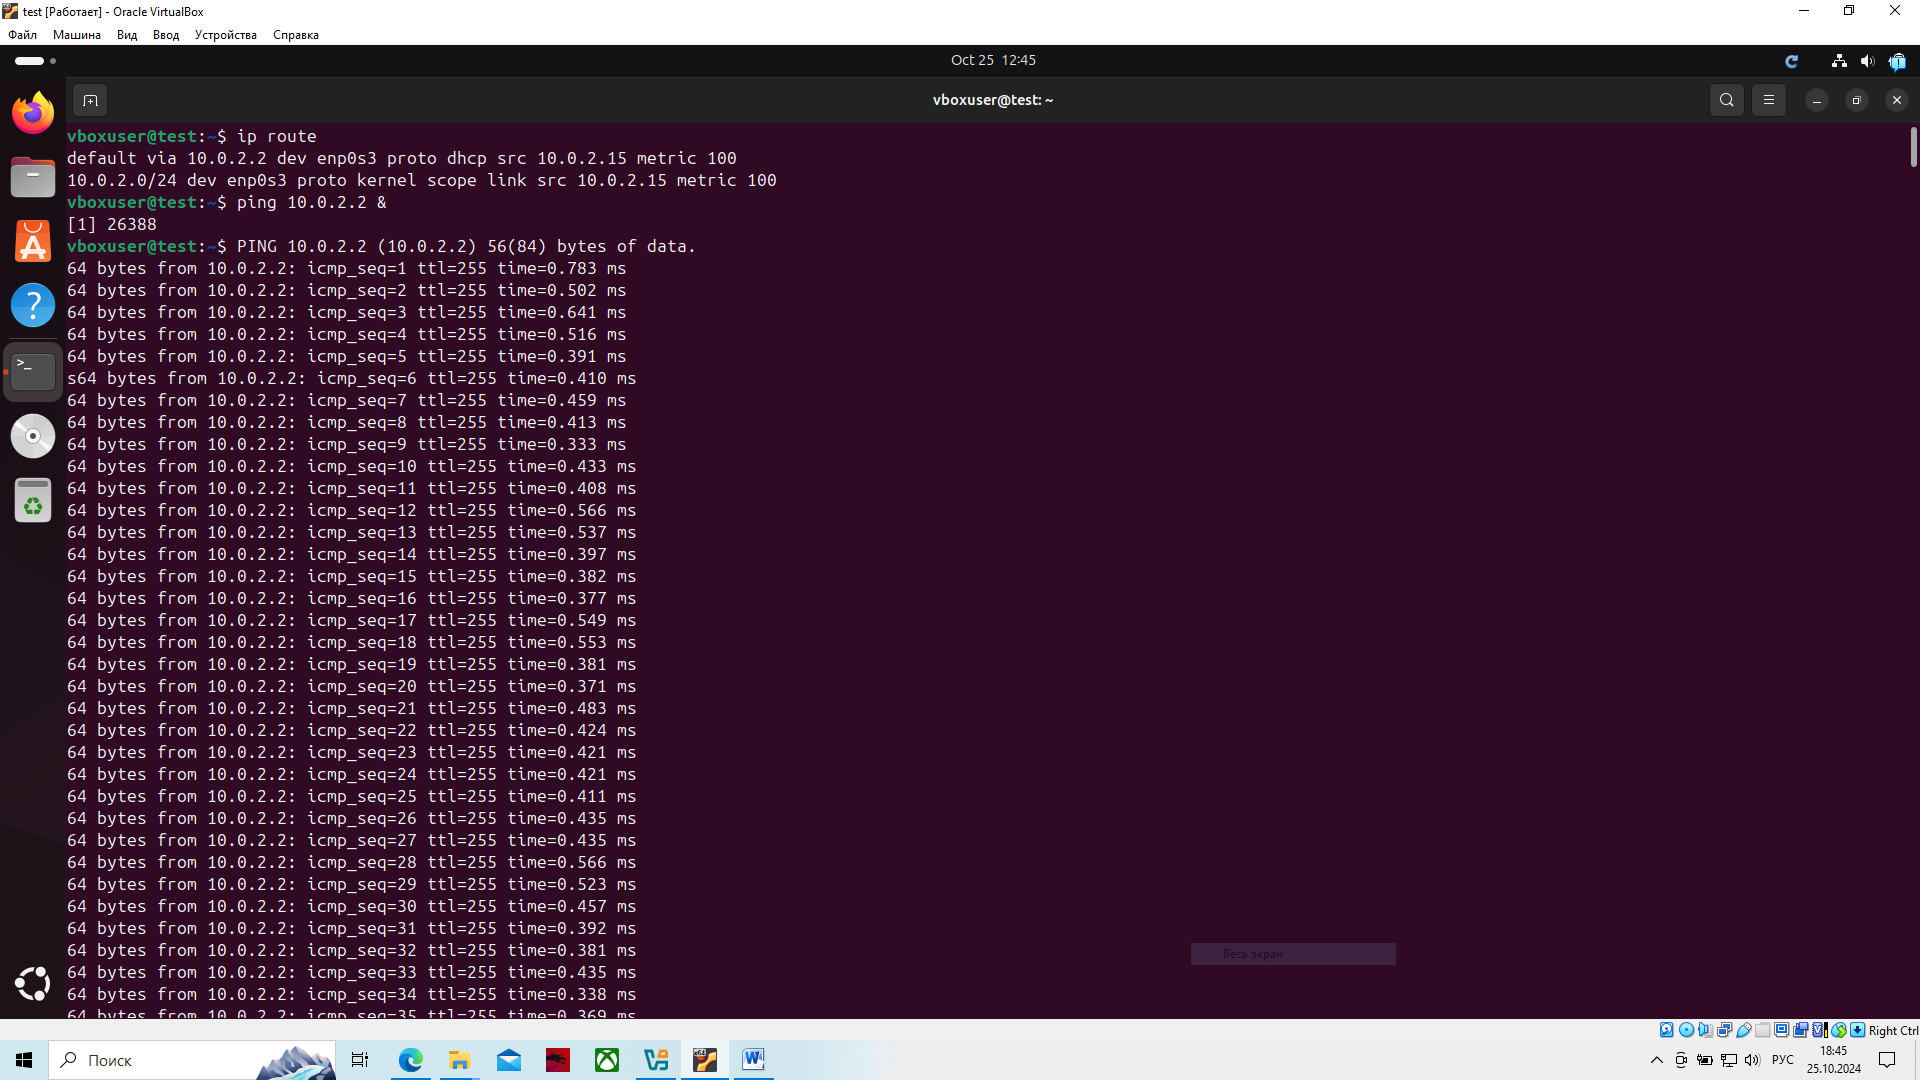 test [Работает] - Oracle VirtualBox
Файл Машина Вид Ввод Устройства Справка
Oct 25 12:45
vboxuser@test: ~
vboxuser@test:~$ ip route
default via 10.0.2.2 dev enp0s3 proto dhcp src 10.0.2.15 metric 100
10.0.2.0/24 dev enp0s3 proto kernel scope link src 10.0.2.15 metric 100
vboxuser@test:~$ ping 10.0.2.2 &
[1] 26388
vboxuser@test:~$ PING 10.0.2.2 (10.0.2.2) 56(84) bytes of data.
64 bytes from 10.0.2.2: icmp_seq=1 ttl=255 time=0.783 ms
64 bytes from 10.0.2.2: icmp_seq=2 ttl=255 time=0.502 ms
64 bytes from 10.0.2.2: icmp_seq=3 ttl=255 time=0.641 ms
64 bytes from 10.0.2.2: icmp_seq=4 ttl=255 time=0.516 ms
64 bytes from 10.0.2.2: icmp_seq=5 ttl=255 time=0.391 ms
s64 bytes from 10.0.2.2: icmp_seq=6 ttl=255 time=0.410 ms
64 bytes from 10.0.2.2: icmp_seq=7 ttl=255 time=0.459 ms
64 bytes from 10.0.2.2: icmp_seq=8 ttl=255 time=0.413 ms
64 bytes from 10.0.2.2: icmp_seq=9 ttl=255 time=0.333 ms
64 bytes from 10.0.2.2: icmp_seq=10 ttl=255 time=0.433 ms
64 bytes from 10.0.2.2: icmp_seq=11 ttl=255 time=0.408 ms
64 bytes from 10.0.2.2: icmp_seq=12 ttl=255 time=0.566 ms
64 bytes from 10.0.2.2: icmp_seq=13 ttl=255 time=0.537 ms
64 bytes from 10.0.2.2: icmp_seq=14 ttl=255 time=0.397 ms
64 bytes from 10.0.2.2: icmp_seq=15 ttl=255 time=0.382 ms
64 bytes from 10.0.2.2: icmp_seq=16 ttl=255 time=0.377 ms
64 bytes from 10.0.2.2: icmp_seq=17 ttl=255 time=0.549 ms
64 bytes from 10.0.2.2: icmp_seq=18 ttl=255 time=0.553 ms
64 bytes from 10.0.2.2: icmp_seq=19 ttl=255 time=0.381 ms
64 bytes from 10.0.2.2: icmp_seq=20 ttl=255 time=0.371 ms
64 bytes from 10.0.2.2: icmp_seq=21 ttl=255 time=0.483 ms
64 bytes from 10.0.2.2: icmp_seq=22 ttl=255 time=0.424 ms
64 bytes from 10.0.2.2: icmp_seq=23 ttl=255 time=0.421 ms
64 bytes from 10.0.2.2: icmp_seq=24 ttl=255 time=0.421 ms
64 bytes from 10.0.2.2: icmp_seq=25 ttl=255 time=0.411 ms
64 bytes from 10.0.2.2: icmp_seq=26 ttl=255 time=0.435 ms
64 bytes from 10.0.2.2: icmp_seq=27 ttl=255 time=0.435 ms
64 bytes from 10.0.2.2: icmp_seq=28 ttl=255 time=0.566 ms
64 bytes from 10.0.2.2: icmp_seq=29 ttl=255 time=0.523 ms
64 bytes from 10.0.2.2: icmp_seq=30 ttl=255 time=0.457 ms
64 bytes from 10.0.2.2: icmp_seq=31 ttl=255 time=0.392 ms
64 bytes from 10.0.2.2: icmp_seq=32 ttl=255 time=0.381 ms
Весь экран
64 bytes from 10.0.2.2: icmp_seq=33 ttl=255 time=0.435 ms
64 bytes from 10.0.2.2: icmp_seq=34 ttl=255 time=0.338 ms
64 bytes from 10.0.2.2: icmp_seq=35 ttl=255 time=0.369 ms
Right Ctrl
Поиск
РУС
18:45
25.10.2024